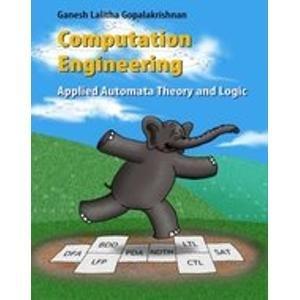 Ganesh Lalitha Gopalakrishnan
Computation
Engineering
Applied Automata Theory and Logic
DFA
BDD
LFP
PDA
NDTM
LTL
CTL
SAT